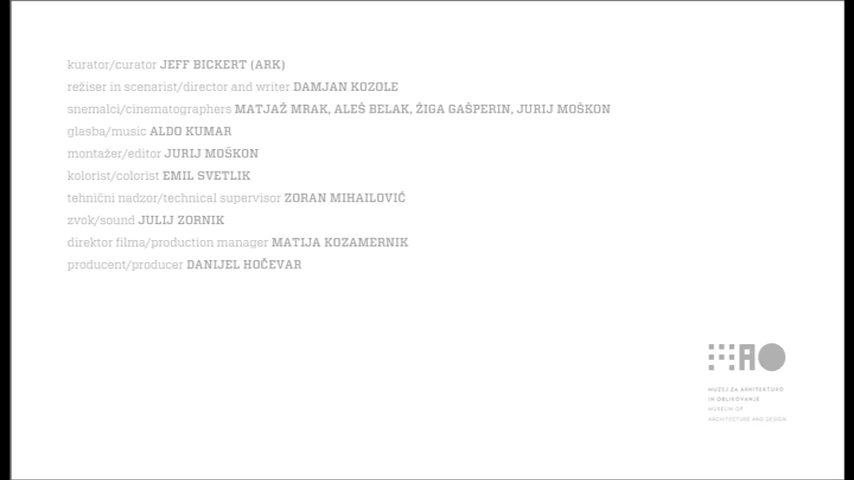 kurator/curator JEFF BICKERT (ARK)
režiser in scenarist/director and writer DAMJAN KOZOLE
snemalci/cinematographers MATJAŽ MRAK, ALEŠ BELAK, ŽIGA GAŠPERIN, JURIJ MOŠKON
glasba/music ALDO KUMAR
montažer/editor JURIJ MOŠKON
kolorist/colorist EMIL SVETLIK
tehnični nadzor/technical supervisor ZORAN MIHAILOVIĆ
zvok/sound JULIJ ZORNIK
direktor filma/production manager MATIJA KOZAMERNIK
producent/producer DANIJEL HOČEVAR
MAO
MUZEJ ZA ARHITEKTURO
IN OBLIKOVANJE
MUSEUM OF
ARCHITECTURE AND DESIGN